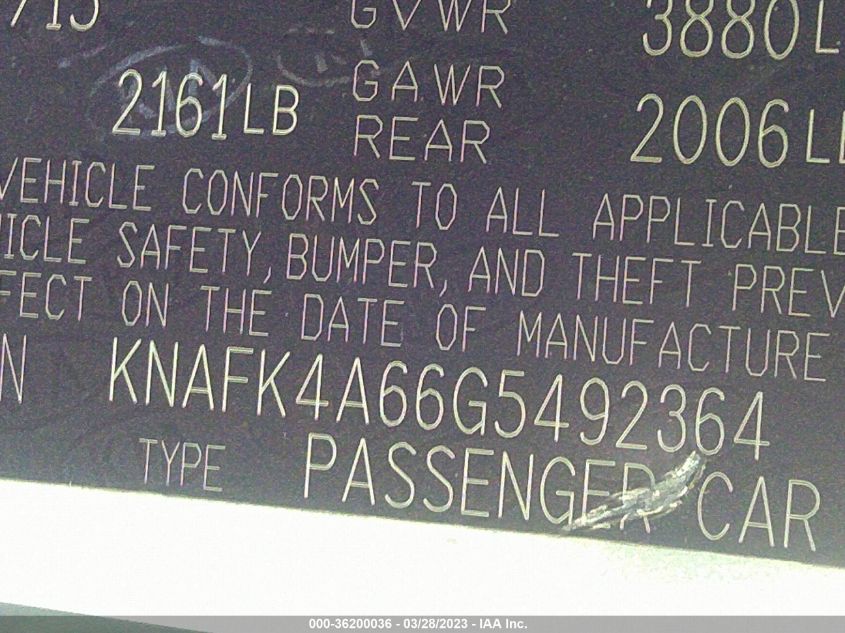 GVWR 3880L
2161LB GAWR REAR 2006LB
VEHICLE CONFORMS TO ALL APPLICABLE
ICLE SAFETY, BUMPER, AND THEFT PREV
FECT ON THE DATE OF MANUFACTURE
N KNAFK4A66G5492364
TYPE PASSENGER CAR
000-36200036 - 03/28/2023 - IAA Inc.